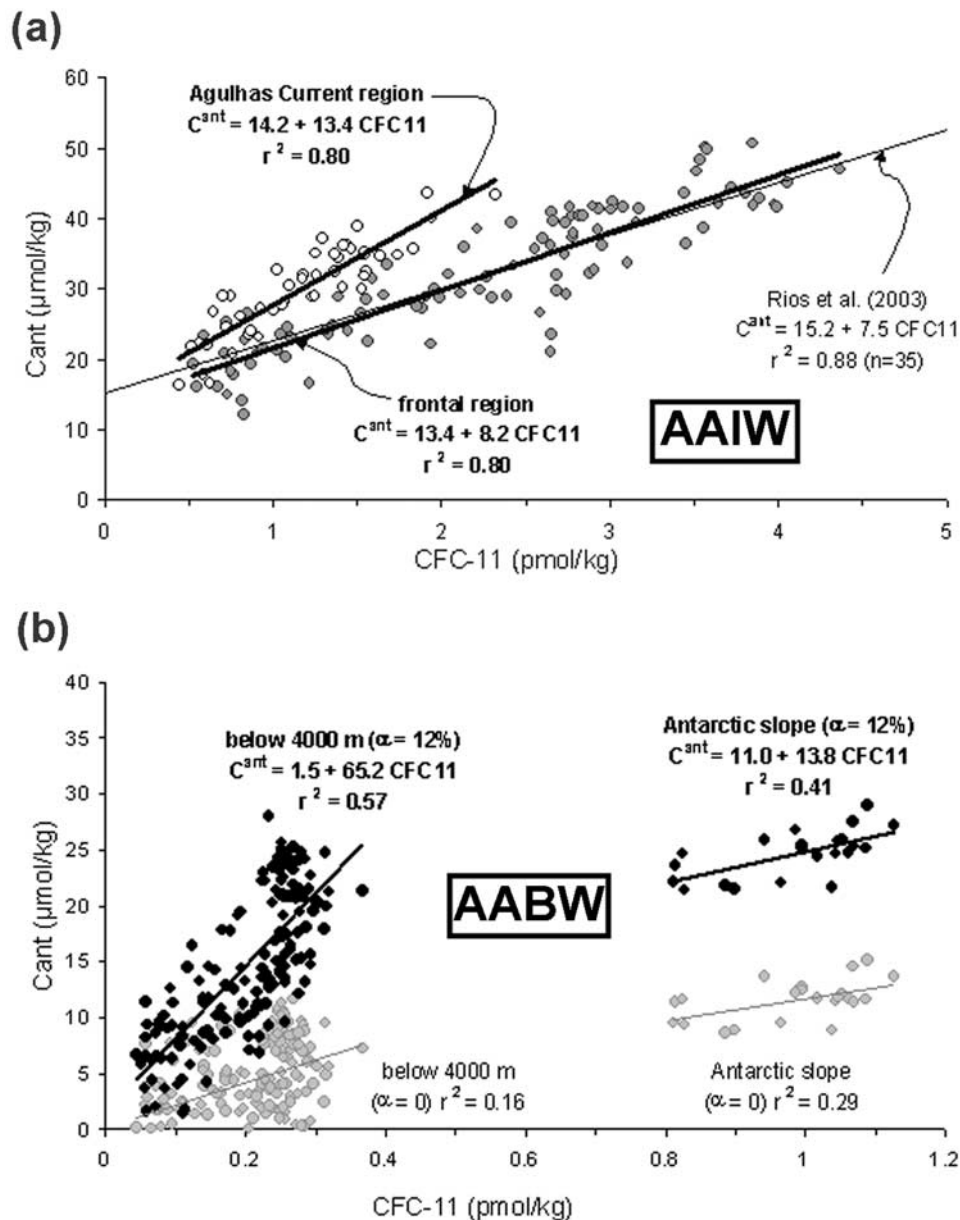 (a)
60
50
40
30
20
10
0
Cant (µmol/kg)
Agulhas Current region
C^ant = 14.2 + 13.4 CFC11
r² = 0.80
Rios et al. (2003)
C^ant = 15.2 + 7.5 CFC11
r² = 0.88 (n=35)
frontal region
C^ant = 13.4 + 8.2 CFC11
r² = 0.80
AAIW
0 1 2 3 4 5
CFC-11 (pmol/kg)
(b)
40
35
30
25
20
15
10
5
0
Cant (µmol/kg)
below 4000 m (α= 12%)
C^ant = 1.5 + 65.2 CFC11
r² = 0.57
Antarctic slope (α= 12%)
C^ant = 11.0 + 13.8 CFC11
r² = 0.41
AABW
below 4000 m
(α= 0) r² = 0.16
Antarctic slope
(α= 0) r² = 0.29
0 0.2 0.4 0.6 0.8 1 1.2
CFC-11 (pmol/kg)